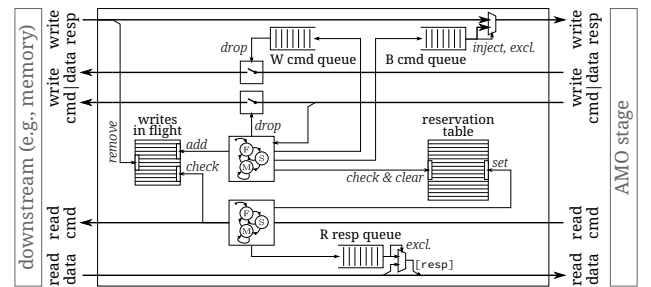 downstream (e.g., memory)
write resp
write data
write cmd
read cmd
read data
remove
drop
W cmd queue
B cmd queue
inject, excl.
writes
in flight
add
check
drop
F
S
M
check & clear
reservation
table
set
F
S
M
R resp queue
excl.
[resp]
write resp
write data
write cmd
read cmd
read data
AMO stage